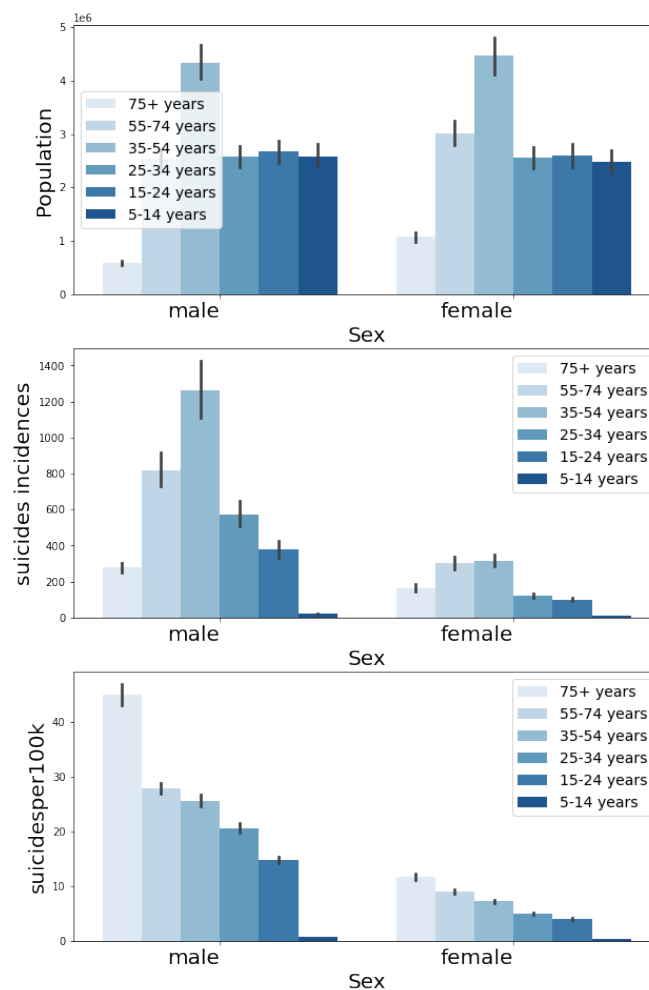 1e6
5
4
3
2
1
0
Population
75+ years
55-74 years
35-54 years
25-34 years
15-24 years
5-14 years
male
female
Sex
1400
1200
1000
800
600
400
200
0
suicides incidences
75+ years
55-74 years
35-54 years
25-34 years
15-24 years
5-14 years
male
female
Sex
40
30
20
10
0
suicidesper100k
75+ years
55-74 years
35-54 years
25-34 years
15-24 years
5-14 years
male
female
Sex